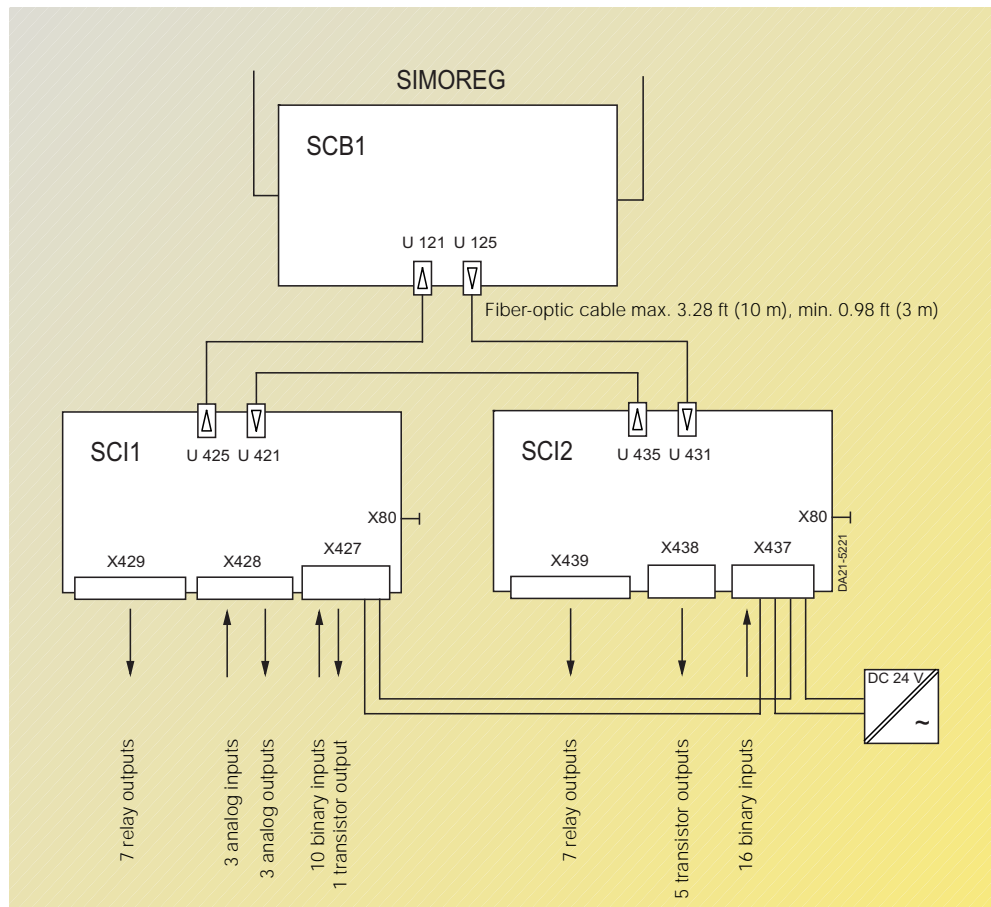 SIMOREG
SCB1
U 121 U 125
Fiber-optic cable max. 3.28 ft (10 m), min. 0.98 ft (3 m)
SCI1
U 425 U 421
X80
X429
X428
X427
SCI2
U 435 U 431
X80
X439
X438
X437
DA21-5221
DC 24 V
~
7 relay outputs
3 analog inputs
3 analog outputs
10 binary inputs
1 transistor output
7 relay outputs
5 transistor outputs
16 binary inputs